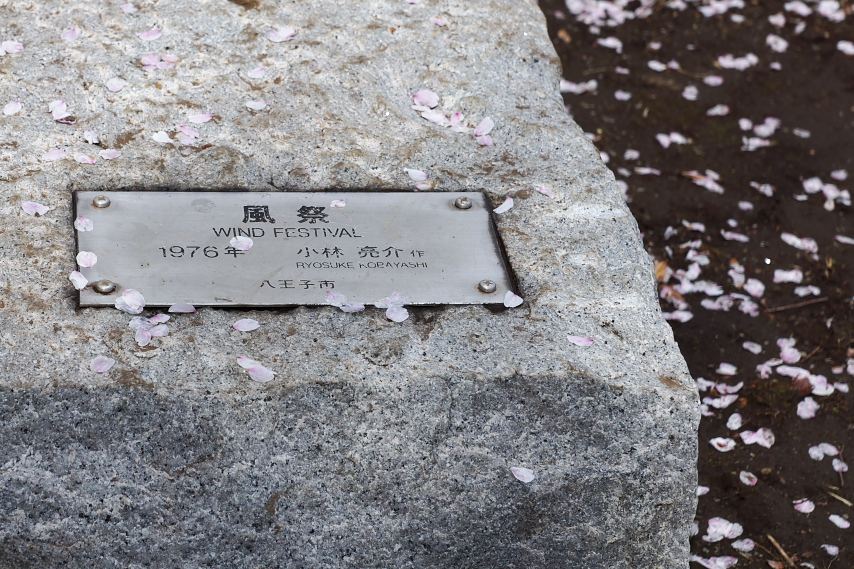 風祭
WIND FESTIVAL
1976年 小林 亮介 作
RYOSUKE KOBAYASHI
八王子市